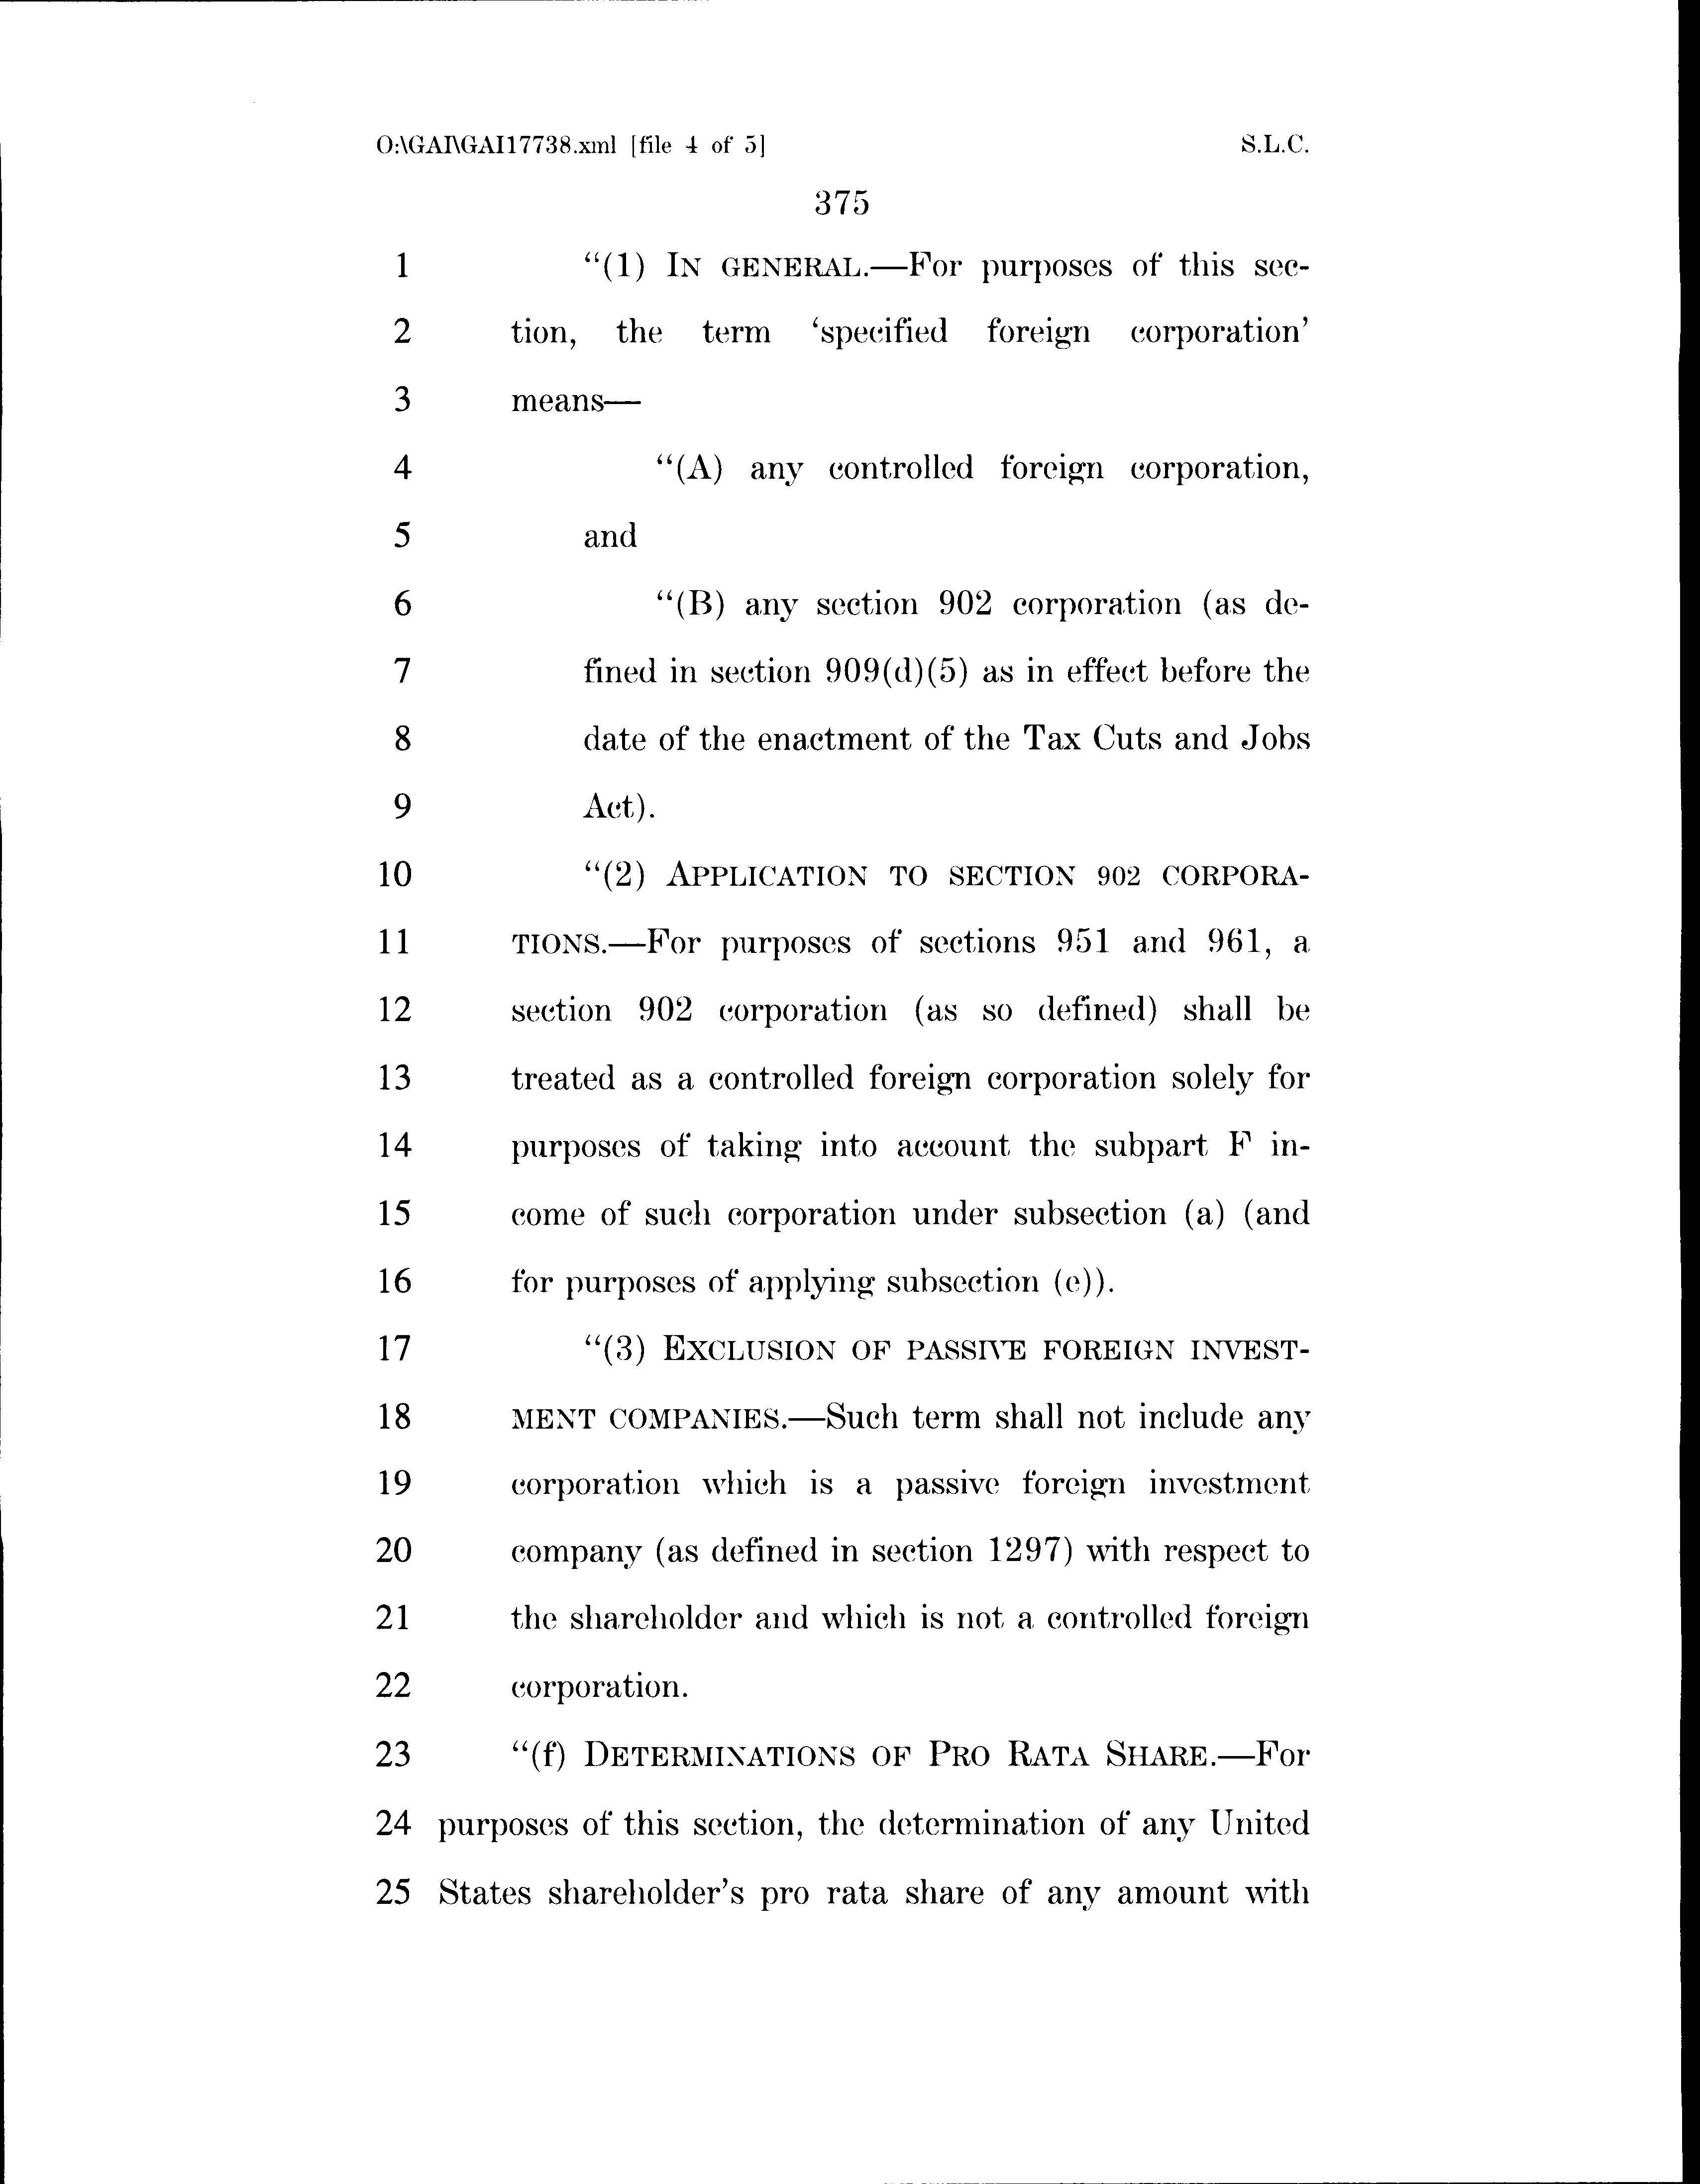 O:\GAI\GAI17738.xml [file 4 of 5] S.L.C.
375
1 “(1) IN GENERAL.—For purposes of this sec-
2 tion, the term ‘specified foreign corporation’
3 means—
4 “(A) any controlled foreign corporation,
5 and
6 “(B) any section 902 corporation (as de-
7 fined in section 909(d)(5) as in effect before the
8 date of the enactment of the Tax Cuts and Jobs
9 Act).
10 “(2) APPLICATION TO SECTION 902 CORPORA-
11 TIONS.—For purposes of sections 951 and 961, a
12 section 902 corporation (as so defined) shall be
13 treated as a controlled foreign corporation solely for
14 purposes of taking into account the subpart F in-
15 come of such corporation under subsection (a) (and
16 for purposes of applying subsection (e)).
17 “(3) EXCLUSION OF PASSIVE FOREIGN INVEST-
18 MENT COMPANIES.—Such term shall not include any
19 corporation which is a passive foreign investment
20 company (as defined in section 1297) with respect to
21 the shareholder and which is not a controlled foreign
22 corporation.
23 “(f) DETERMINATIONS OF PRO RATA SHARE.—For
24 purposes of this section, the determination of any United
25 States shareholder’s pro rata share of any amount with